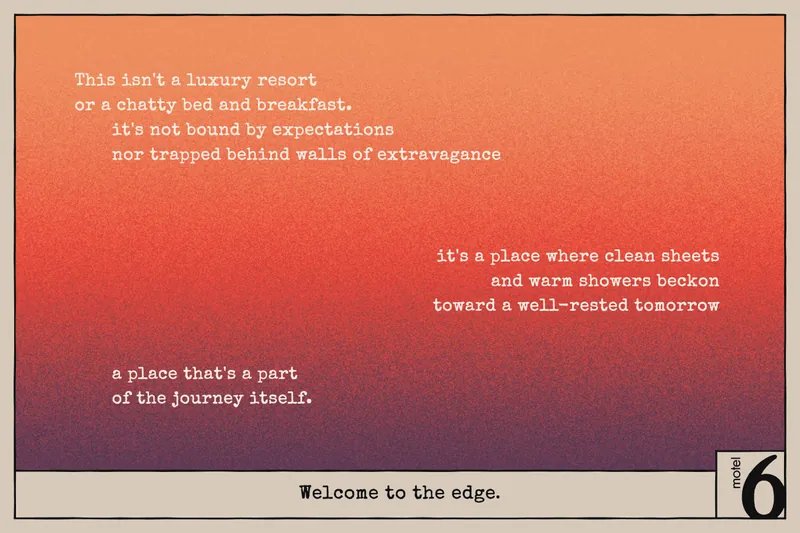 This isn't a luxury resort
or a chatty bed and breakfast.
it's not bound by expectations
nor trapped behind walls of extravagance
it's a place where clean sheets
and warm showers beckon
toward a well-rested tomorrow
a place that's a part
of the journey itself.
Welcome to the edge.
motel 6